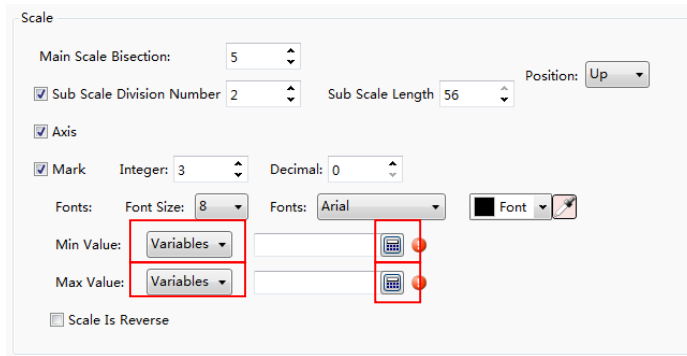 Scale
Main Scale Bisection: 5
Position: Up
Sub Scale Division Number 2 Sub Scale Length 56
Axis
Mark Integer: 3 Decimal: 0
Fonts: Font Size: 8 Fonts: Arial Font
Min Value: Variables
Max Value: Variables
Scale Is Reverse